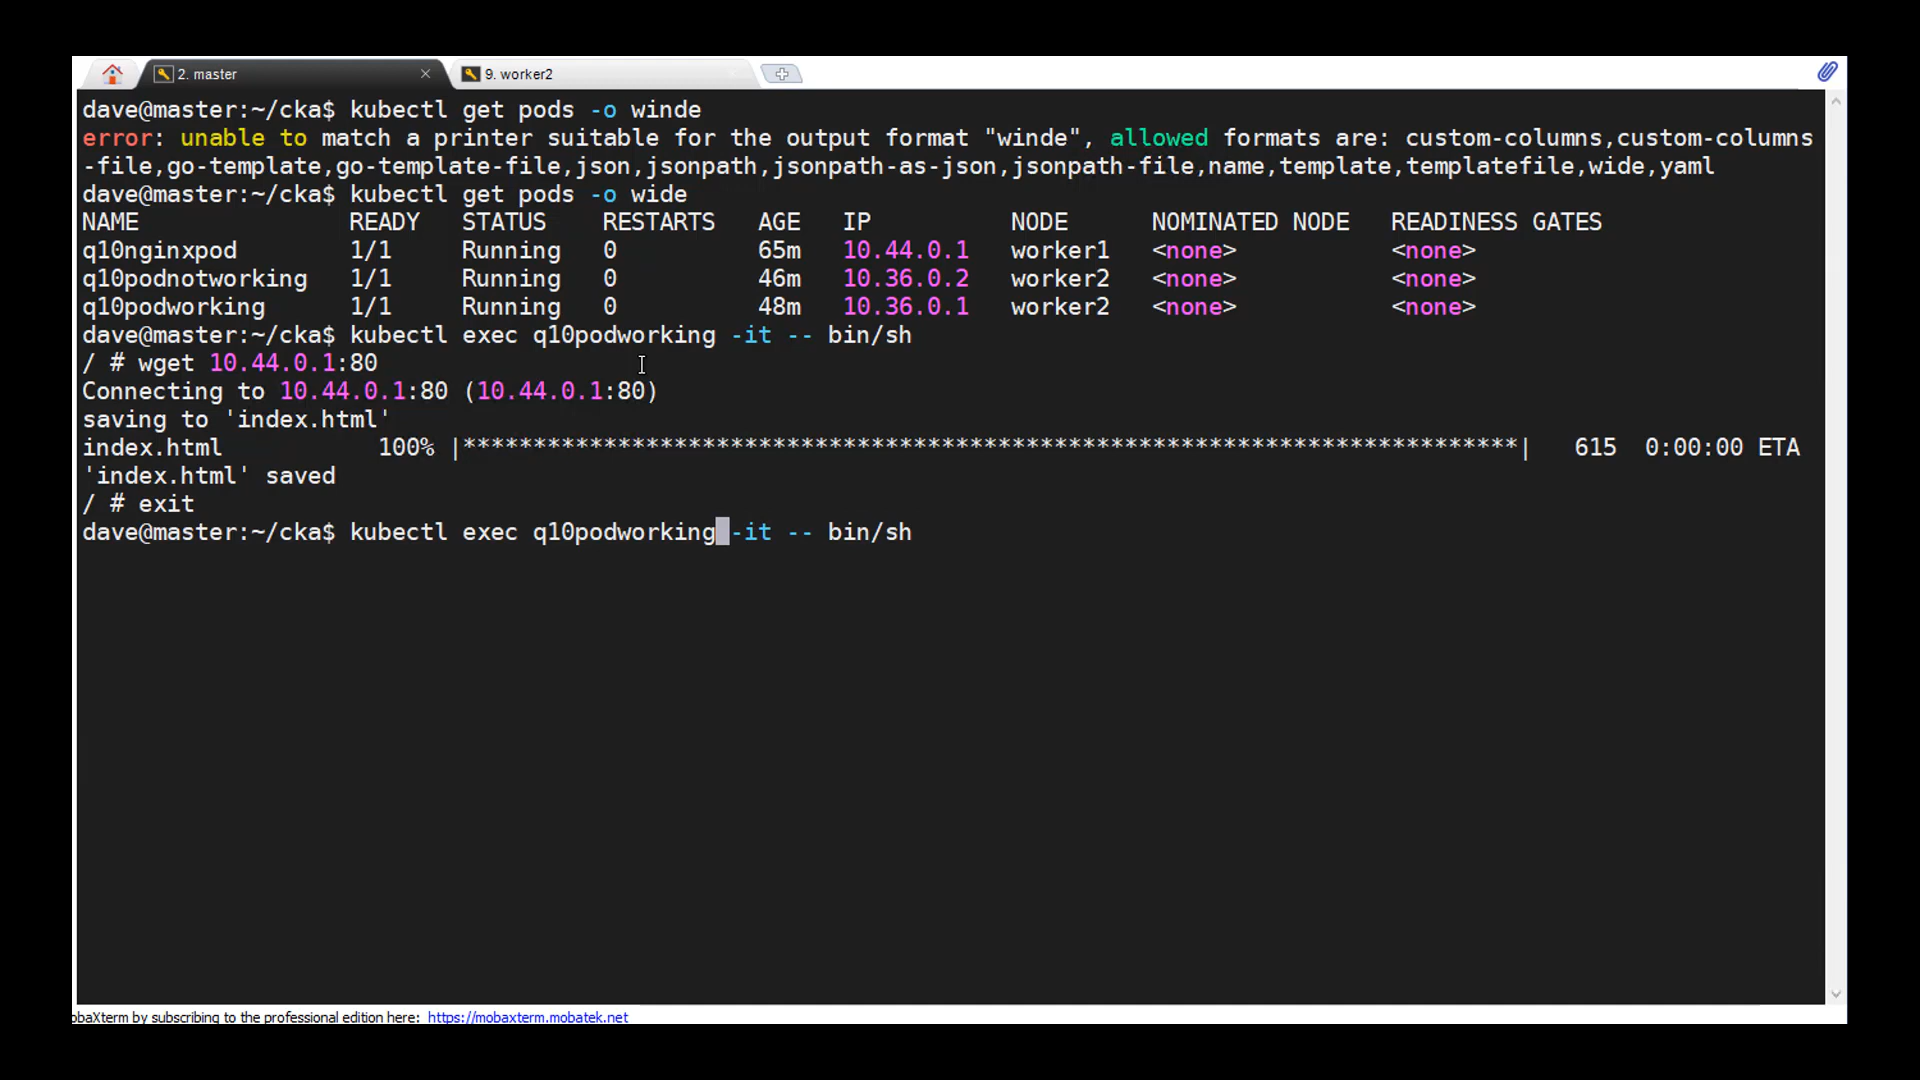 2. master
9. worker2
dave@master:~/cka$ kubectl get pods -o winde
error: unable to match a printer suitable for the output format "winde", allowed formats are: custom-columns,custom-columns
-file,go-template,go-template-file,json,jsonpath,jsonpath-as-json,jsonpath-file,name,template,templatefile,wide,yaml
dave@master:~/cka$ kubectl get pods -o wide
NAME READY STATUS RESTARTS AGE IP NODE NOMINATED NODE READINESS GATES
q10nginxpod 1/1 Running 0 65m 10.44.0.1 worker1 <none> <none>
q10podnotworking 1/1 Running 0 46m 10.36.0.2 worker2 <none> <none>
q10podworking 1/1 Running 0 48m 10.36.0.1 worker2 <none> <none>
dave@master:~/cka$ kubectl exec q10podworking -it -- bin/sh
/ # wget 10.44.0.1:80
Connecting to 10.44.0.1:80 (10.44.0.1:80)
saving to 'index.html'
index.html 100% |***************************************************************************| 615 0:00:00 ETA
'index.html' saved
/ # exit
dave@master:~/cka$ kubectl exec q10podworking -it -- bin/sh
obaXterm by subscribing to the professional edition here: https://mobaxterm.mobatek.net